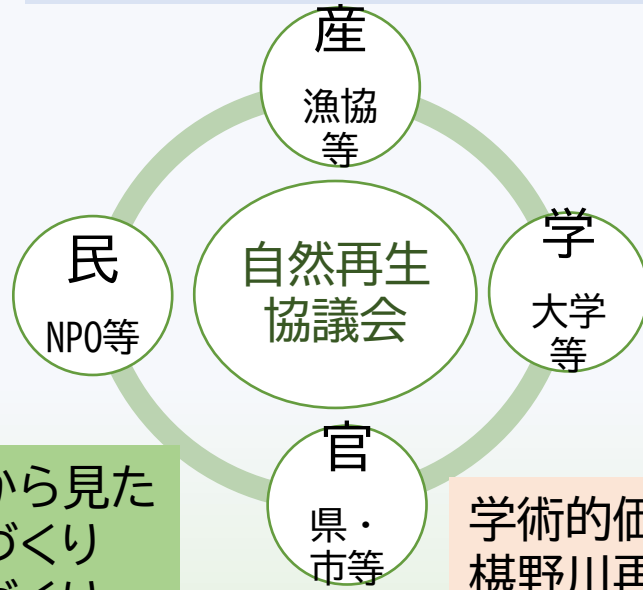 産
漁協
等
民
NPO等
自然再生
協議会
学
大学
等
官
県・
市等
から見た
づくり
学術的価
椹野川再